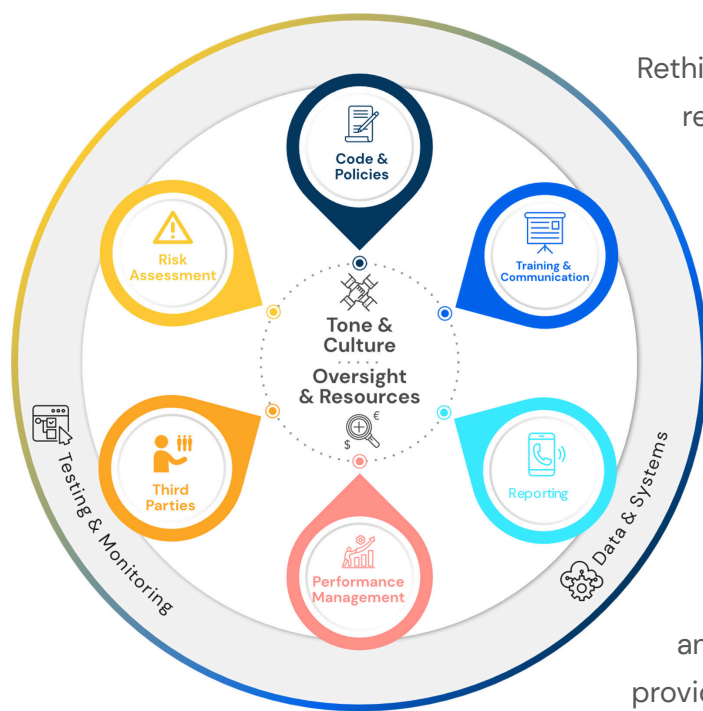 Code &
Policies
Risk
Assessment
Training &
Communication
Tone &
Culture
Oversight
& Resources
€
$
Third
Parties
Reporting
Performance
Management
Testing & Monitoring
Data & Systems